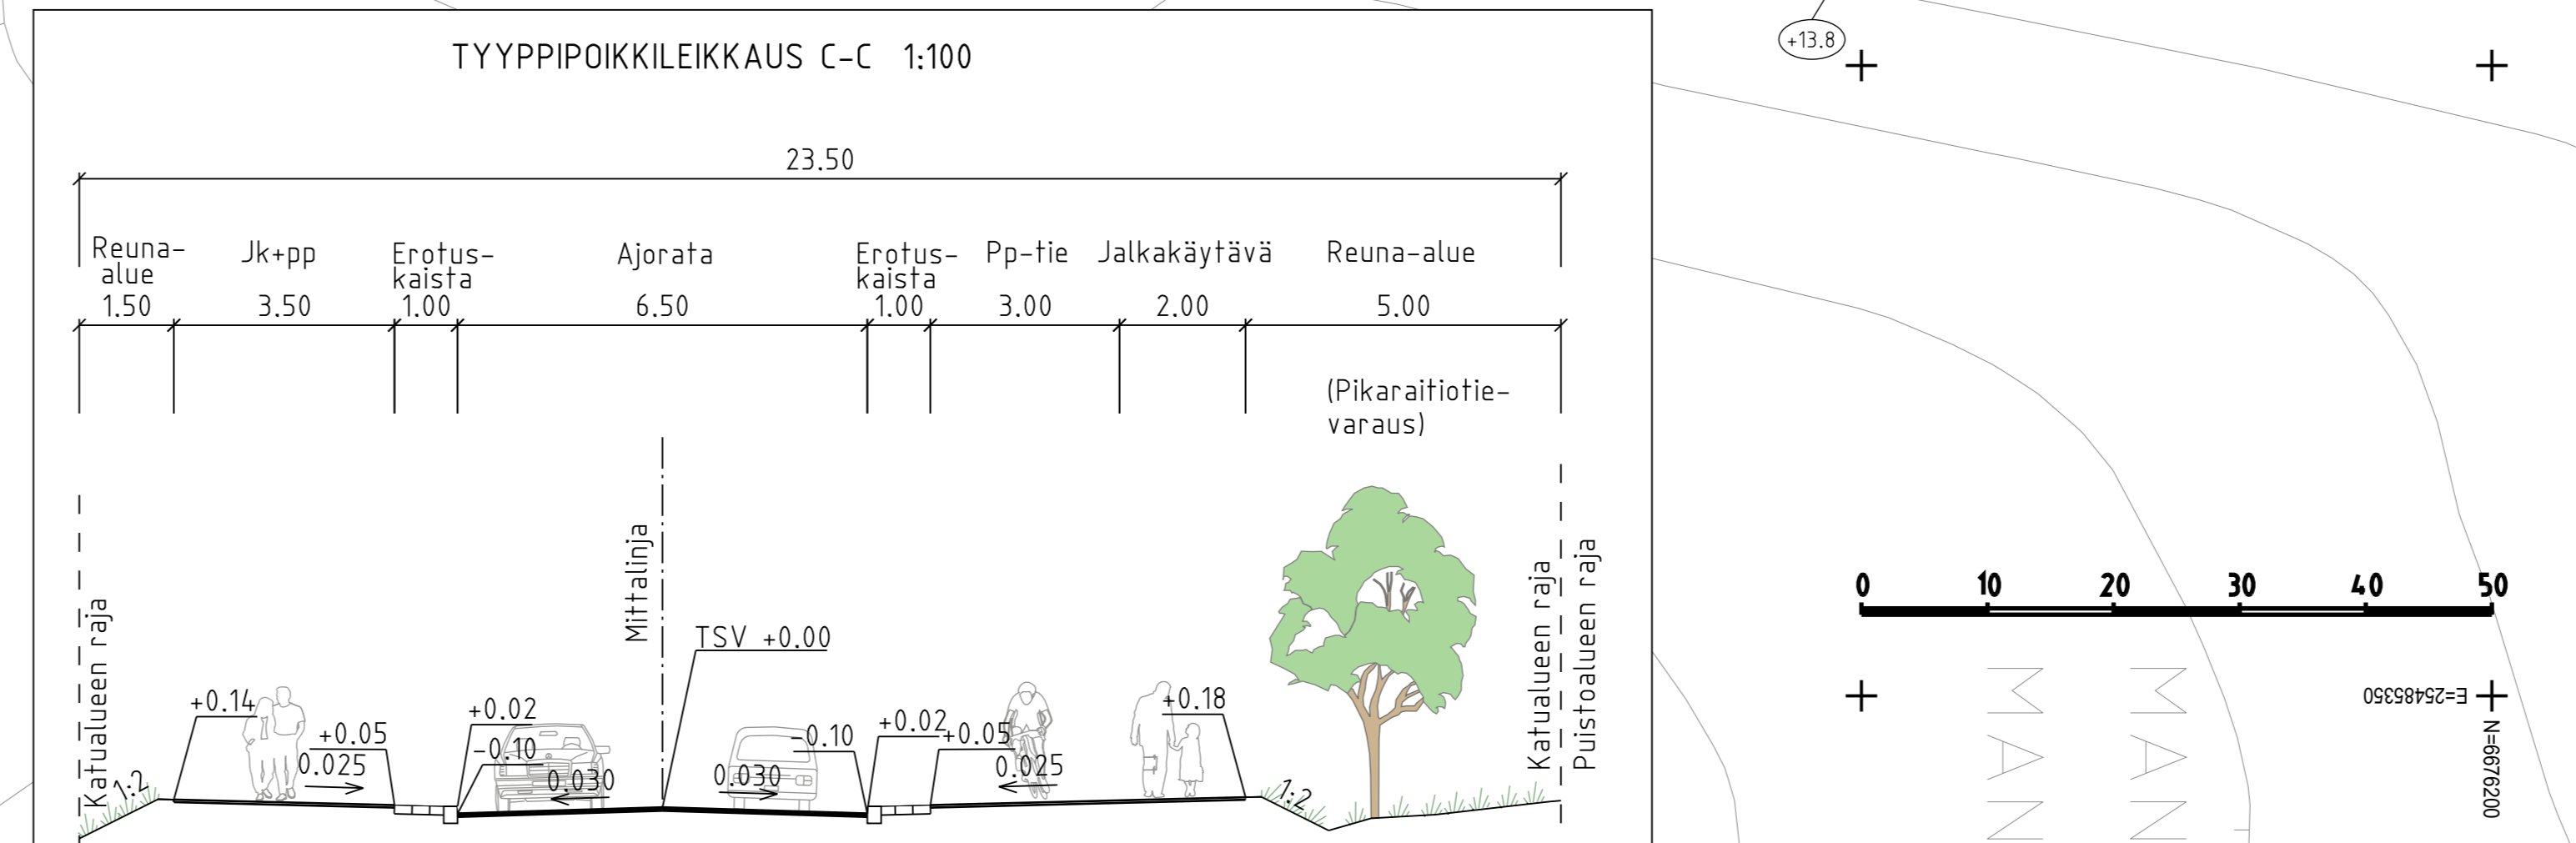 TYYPPIPOIKKILEIKKAUS C-C 1:100
+13.8
23.50
Reuna-
alue
1.50
Jk+pp
3.50
Erotus-
kaista
1.00
Ajorata
6.50
Erotus-
kaista
1.00
Pp-tie
3.00
Jalkakäytävä
2.00
Reuna-alue
5.00
(Pikaraitiotie-
varaus)
Katualueen raja
1:2
+0.14
+0.05
0.025
+0.02
-0.10
0.030
Mittalinja
TSV +0.00
0.030
-0.10
+0.02
+0.05
0.025
+0.18
1:2
Katualueen raja
Puistoalueen raja
0 10 20 30 40 50
E=25485350
N=6676200
MAN
MAN